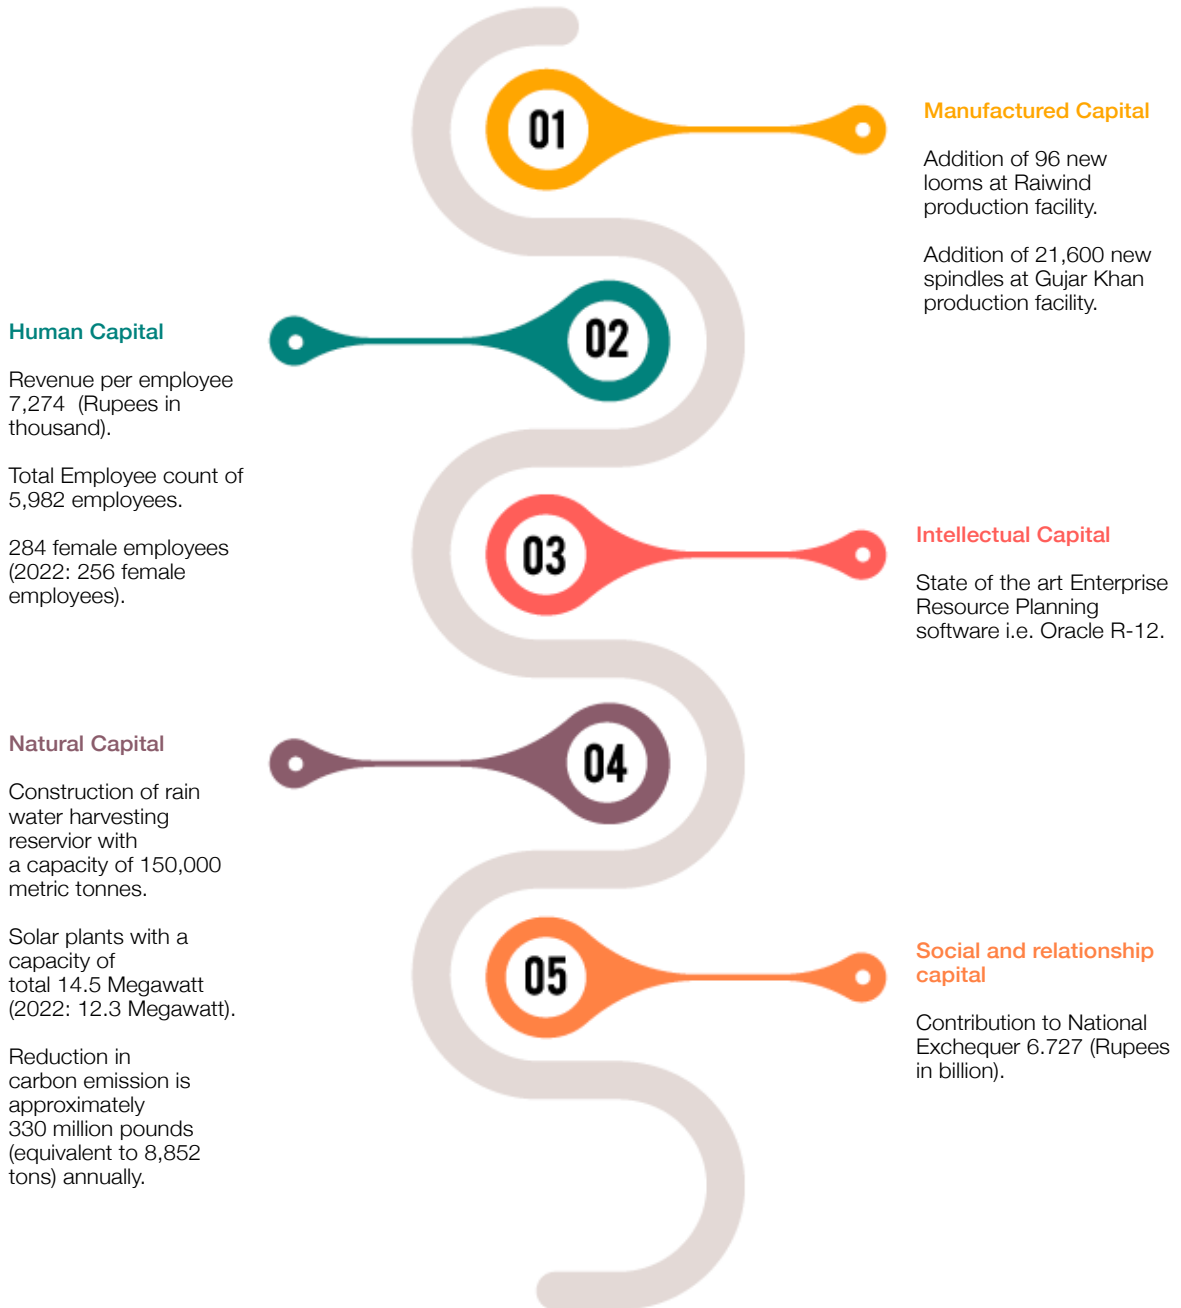 01
Manufactured Capital
Addition of 96 new
looms at Raiwind
production facility.
Addition of 21,600 new
spindles at Gujar Khan
production facility.
02
Human Capital
Revenue per employee
7,274  (Rupees in
thousand).
Total Employee count of
5,982 employees.
284 female employees
(2022: 256 female
employees).
03
Intellectual Capital
State of the art Enterprise
Resource Planning
software i.e. Oracle R-12.
04
Natural Capital
Construction of rain
water harvesting
reservior with
a capacity of 150,000
metric tonnes.
Solar plants with a
capacity of
total 14.5 Megawatt
(2022: 12.3 Megawatt).
Reduction in
carbon emission is
approximately
330 million pounds
(equivalent to 8,852
tons) annually.
05
Social and relationship
capital
Contribution to National
Exchequer 6.727 (Rupees
in billion).